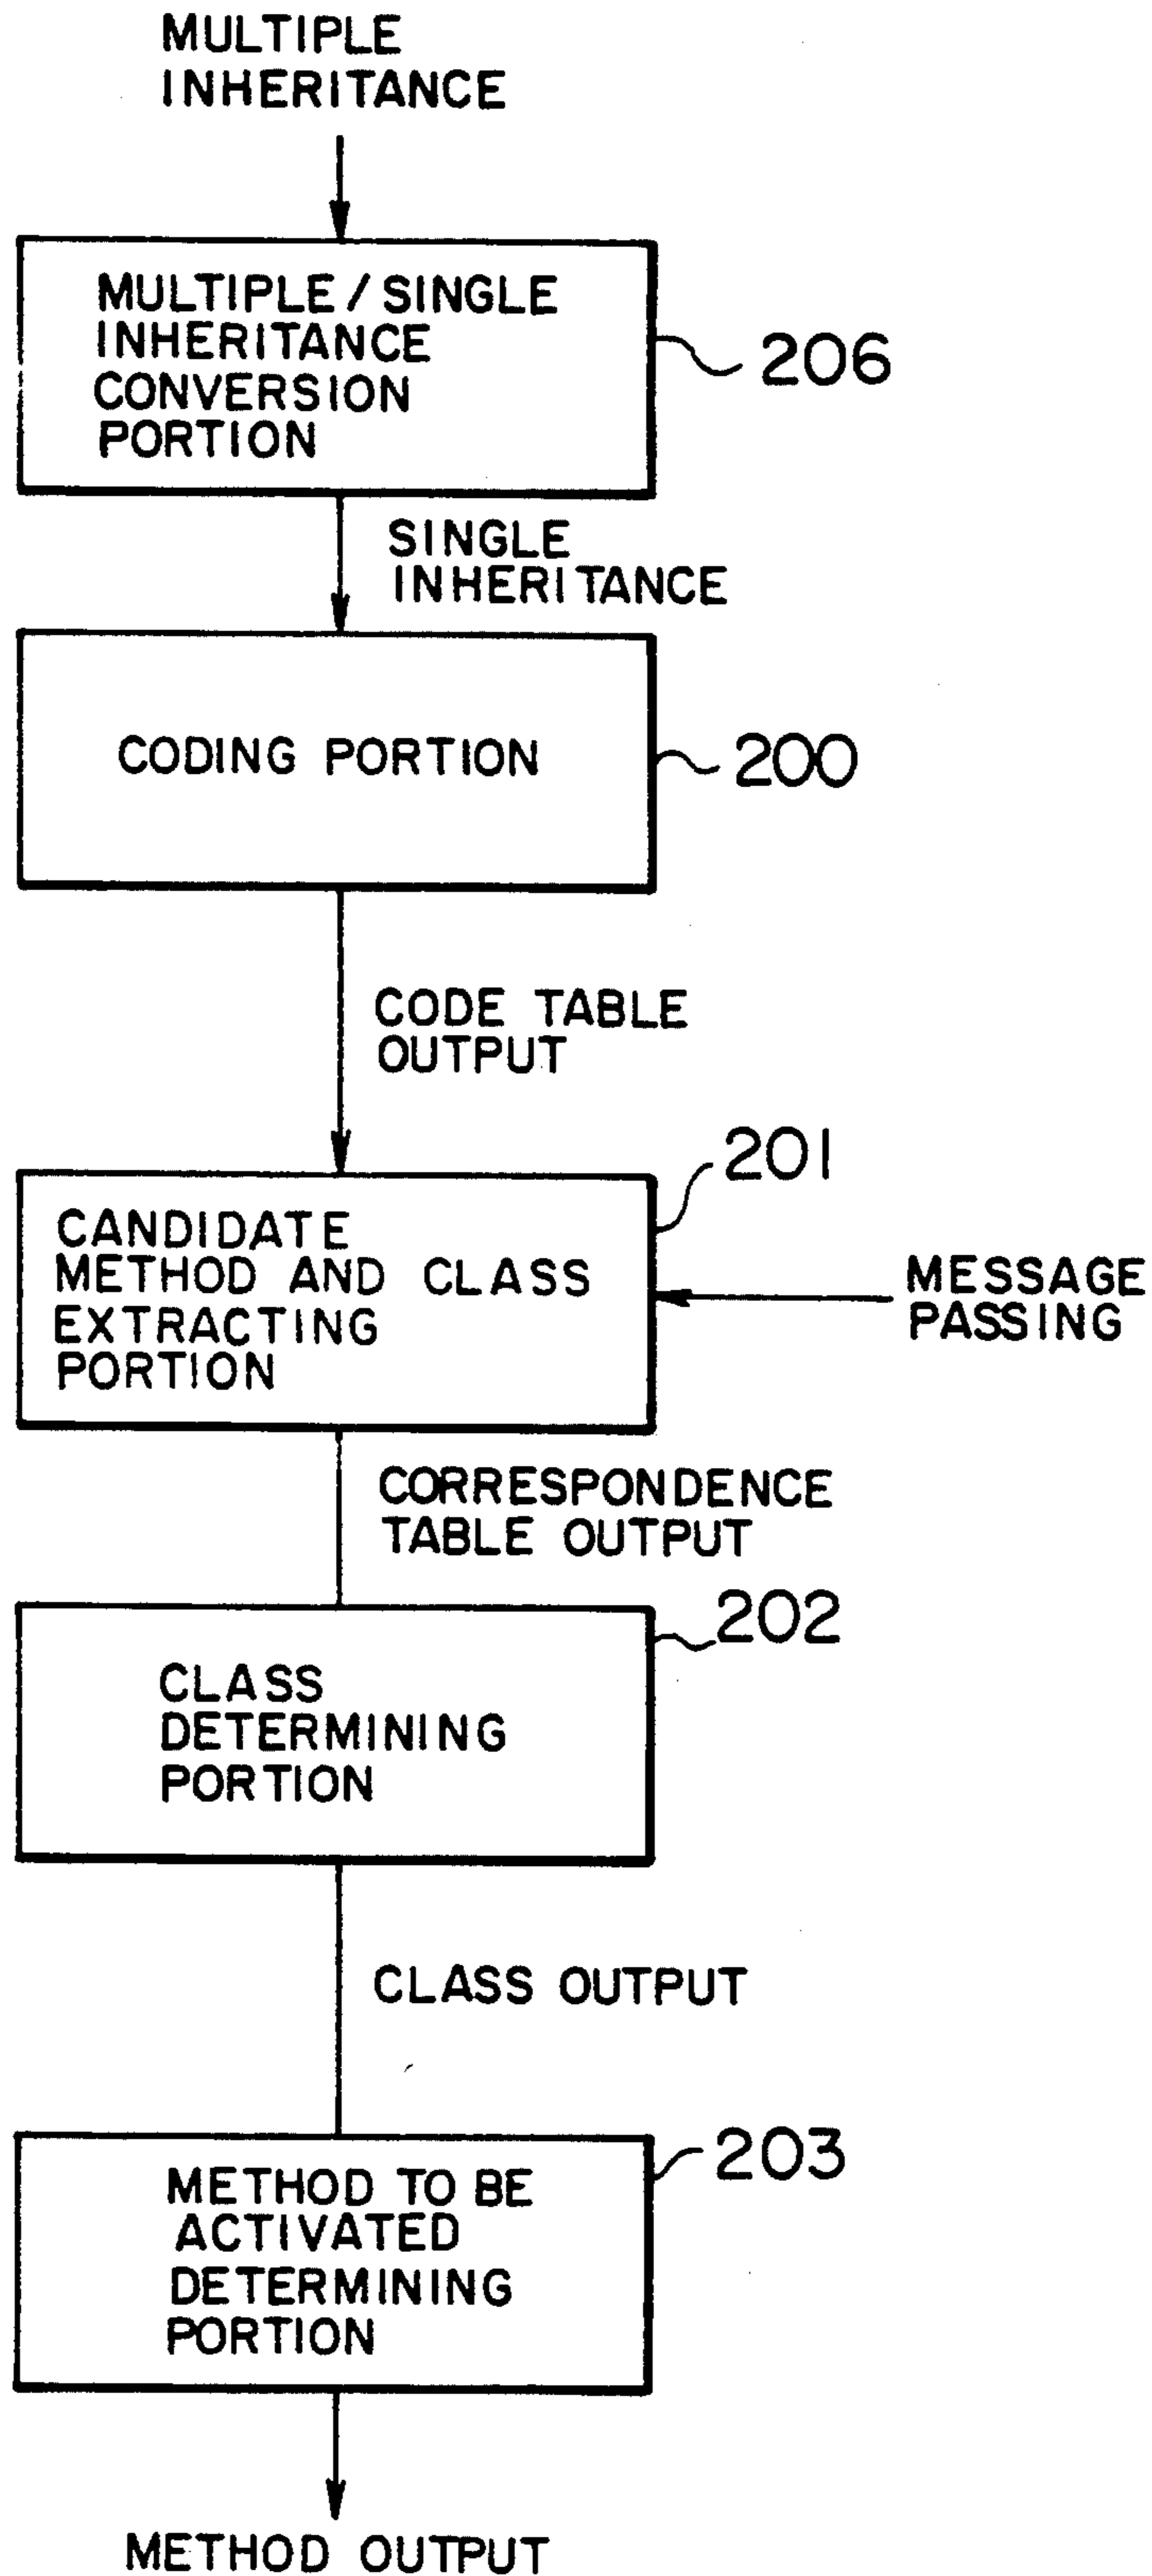 MULTIPLE
INHERITANCE
MULTIPLE / SINGLE
INHERITANCE
CONVERSION
PORTION
206
SINGLE
INHERITANCE
CODING PORTION
200
CODE TABLE
OUTPUT
201
CANDIDATE
METHOD AND CLASS
EXTRACTING
PORTION
MESSAGE
PASSING
CORRESPONDENCE
TABLE OUTPUT
202
CLASS
DETERMINING
PORTION
CLASS OUTPUT
203
METHOD TO BE
ACTIVATED
DETERMINING
PORTION
METHOD OUTPUT